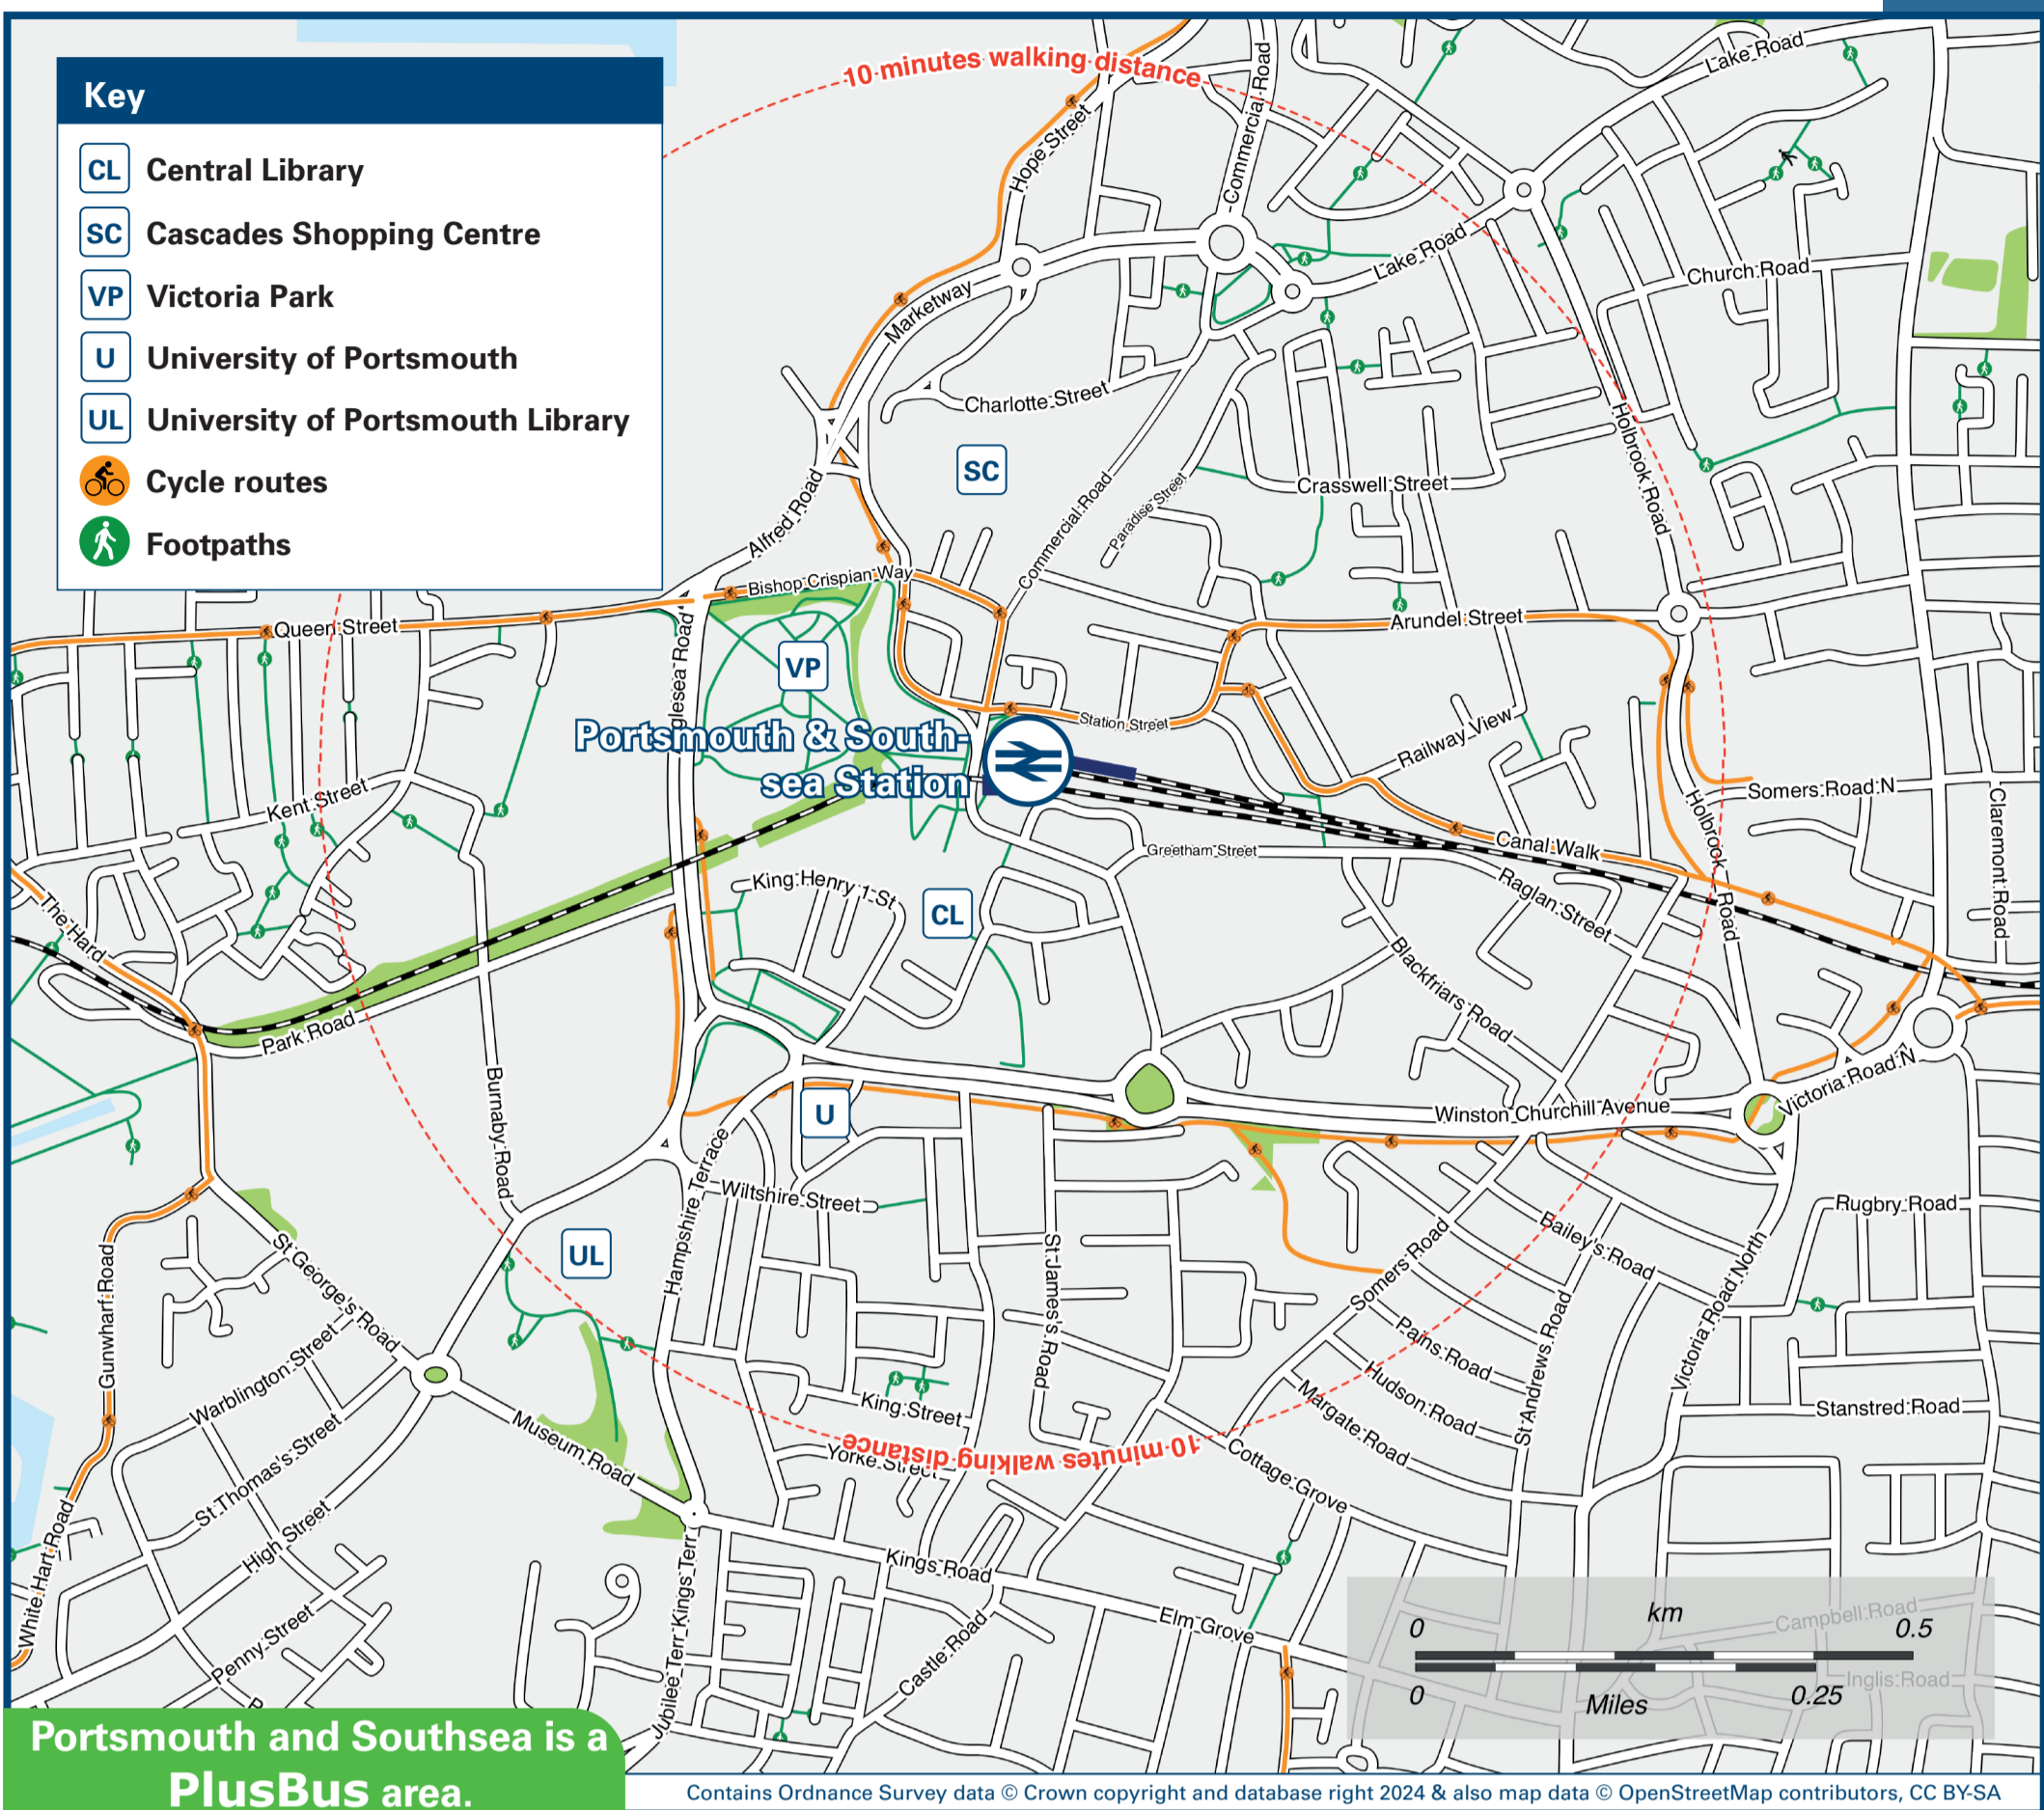 Key
CL Central Library
SC Cascades Shopping Centre
VP Victoria Park
U University of Portsmouth
UL University of Portsmouth Library
Cycle routes
Footpaths
10 minutes walking distance
Lake Road
Commercial Road
Hope Street
Marketway
Lake Road
Church Road
Charlotte Street
SC
Holbrook Road
Crasswell Street
Commercial Road
Paradise Street
Alfred Road
Bishop Crispian Way
Queen Street
Arundel Street
glesea Road
VP
Portsmouth & South-
sea Station
Station Street
Railway View
Somers Road N
Claremont Road
Holbrook Road
Kent Street
Greetham Street
Canal Walk
Raglan Street
King Henry 1 St
CL
The Hard
Blackfriars Road
Park Road
Burnaby Road
U
Winston Churchill Avenue
Victoria Road N
Hampshire Terrace
Wiltshire Street
Rugbry Road
UL
St George's Road
Gunwharf Road
St James's Road
Somers Road
Bailey's Road
St Andrews Road
Victoria Road North
Pains Road
Hudson Road
Margate Road
Warblington Street
St Thomas's Street
High Street
Museum Road
King Street
Yorke Street
10 minutes walking distance
Cottage Grove
Stanstred Road
White Hart Road
Penny Street
Kings Road
Jubilee Terr
Kings Terr
Castle Road
Elm Grove
Campbell Road
Inglis Road
km
0 0.5
0 0.25
Miles
Portsmouth and Southsea is a
PlusBus area.
Contains Ordnance Survey data © Crown copyright and database right 2024 & also map data © OpenStreetMap contributors, CC BY-SA